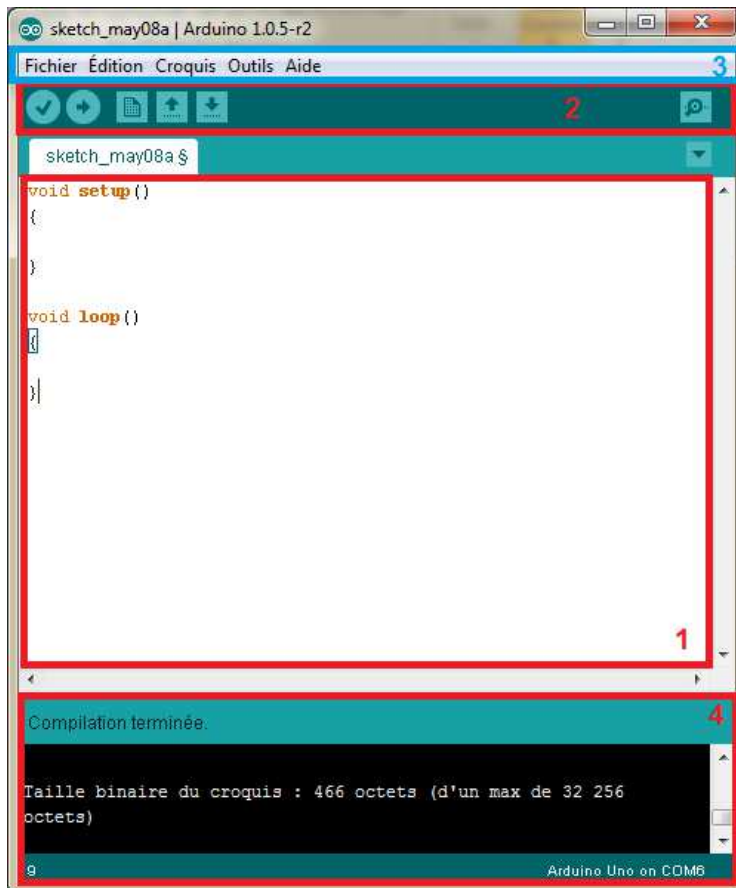 sketch_may08a | Arduino 1.0.5-r2
Fichier Édition Croquis Outils Aide
3
2
sketch_may08a §
void setup()
{
}
void loop()
{
}
1
Compilation terminée.
4
Taille binaire du croquis : 466 octets (d'un max de 32 256
octets)
9
Arduino Uno on COM6